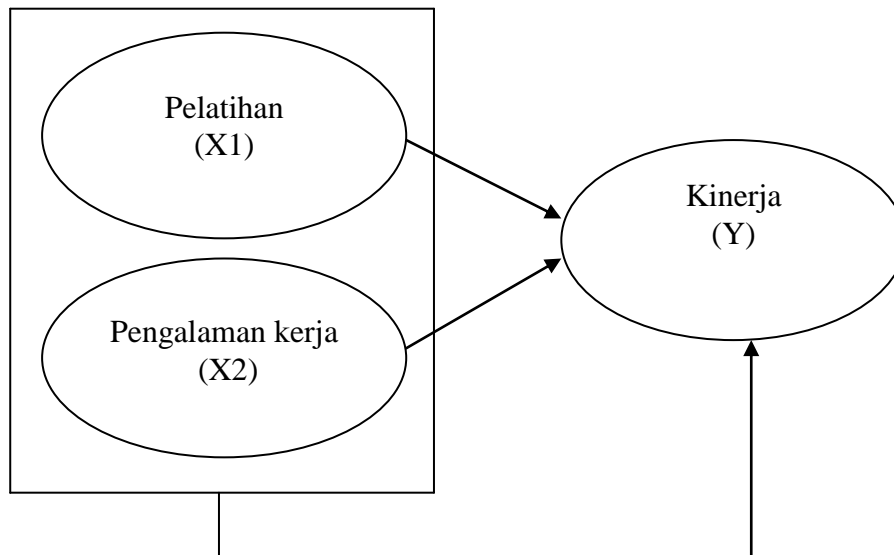 Pelatihan
(X1)
Pengalaman kerja
(X2)
Kinerja
(Y)